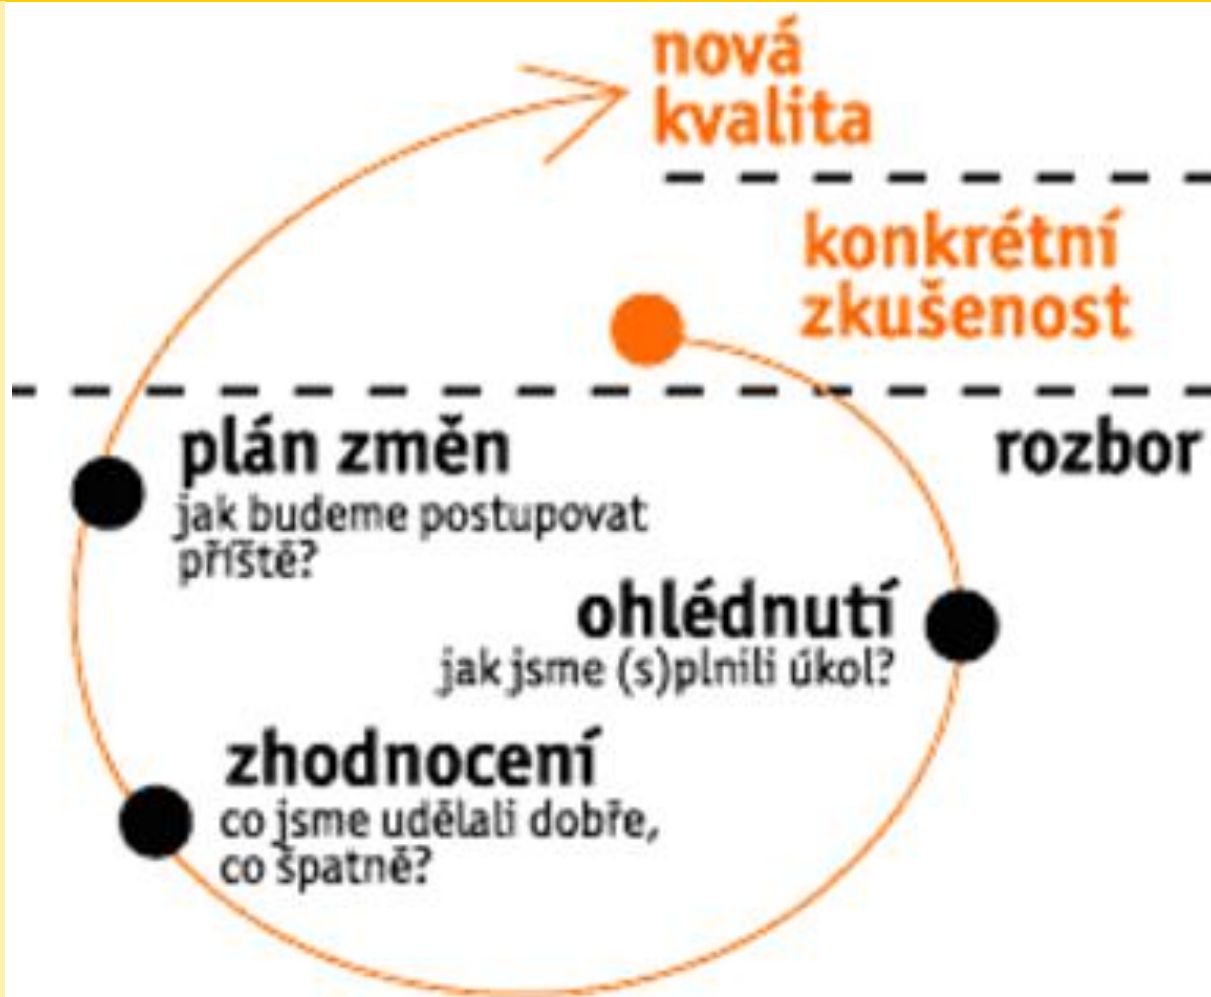 nová
kvalita
konkrétní
zkušenost
rozbor
plán změn
jak budeme postupovat
příště?
ohlédnutí
jak jsme (s)plnili úkol?
zhodnocení
co jsme udělali dobře,
co špatně?